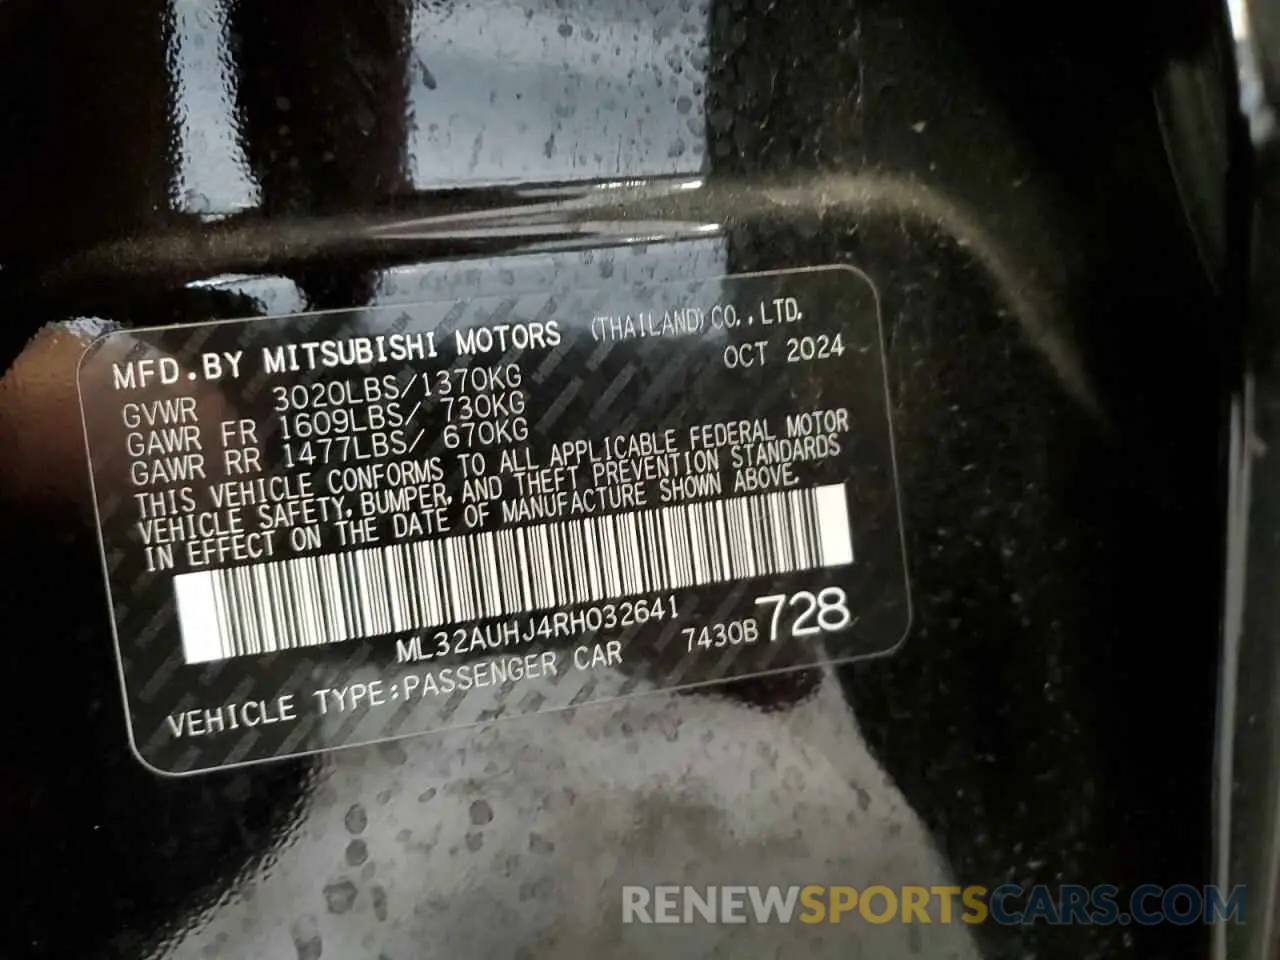 MFD.BY MITSUBISHI MOTORS (THAILAND)CO.,LTD.
OCT 2024
GVWR 3020LBS/1370KG
GAWR FR 1609LBS/ 730KG
GAWR RR 1477LBS/ 670KG
THIS VEHICLE CONFORMS TO ALL APPLICABLE FEDERAL MOTOR
VEHICLE SAFETY, BUMPER, AND THEFT PREVENTION STANDARDS
IN EFFECT ON THE DATE OF MANUFACTURE SHOWN ABOVE.
ML32AUHJ4RH032641
7430B 728
VEHICLE TYPE:PASSENGER CAR
RENEWSPORTSCARS.COM